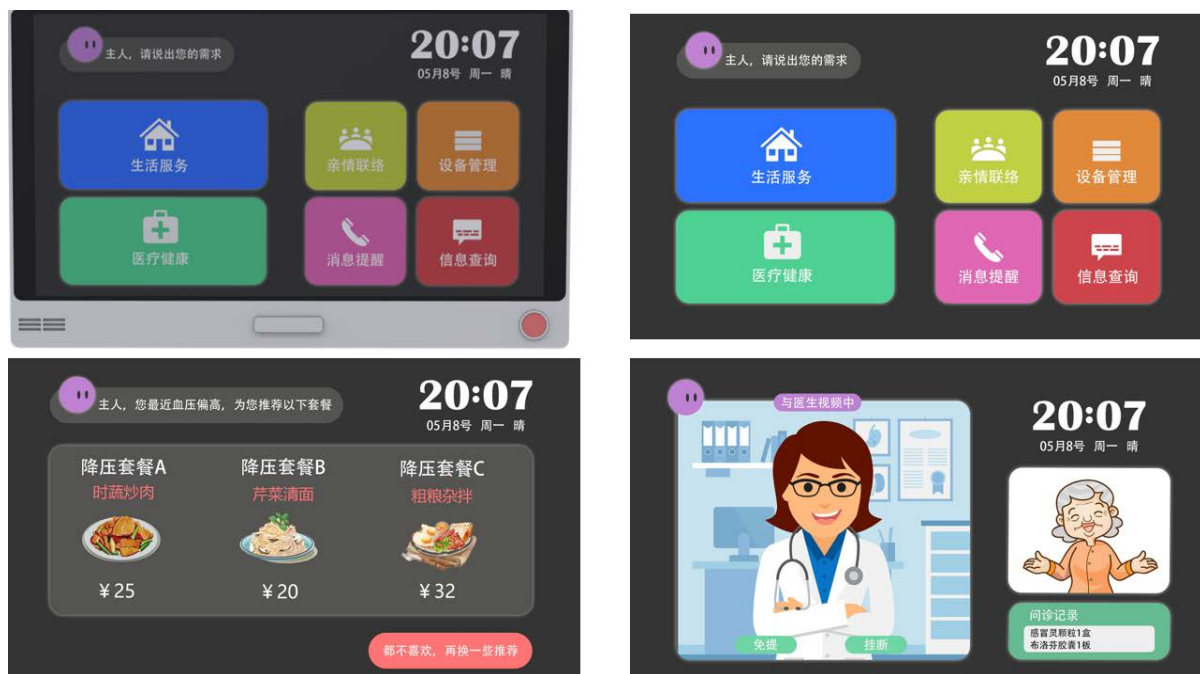 主人，请说出您的需求
20:07
05月8号 周一 晴
生活服务
亲情联络
设备管理
医疗健康
消息提醒
信息查询
主人，请说出您的需求
20:07
05月8号 周一 晴
生活服务
亲情联络
设备管理
医疗健康
消息提醒
信息查询
主人，您最近血压偏高，为您推荐以下套餐
20:07
05月8号 周一 晴
降压套餐A
降压套餐B
降压套餐C
时蔬炒肉
芹菜清面
粗粮杂拌
￥25
￥20
￥32
都不喜欢，再换一些推荐
与医生视频中
20:07
05月8号 周一 晴
免提
挂断
问诊记录
感冒灵颗粒1盒
布洛芬胶囊1板